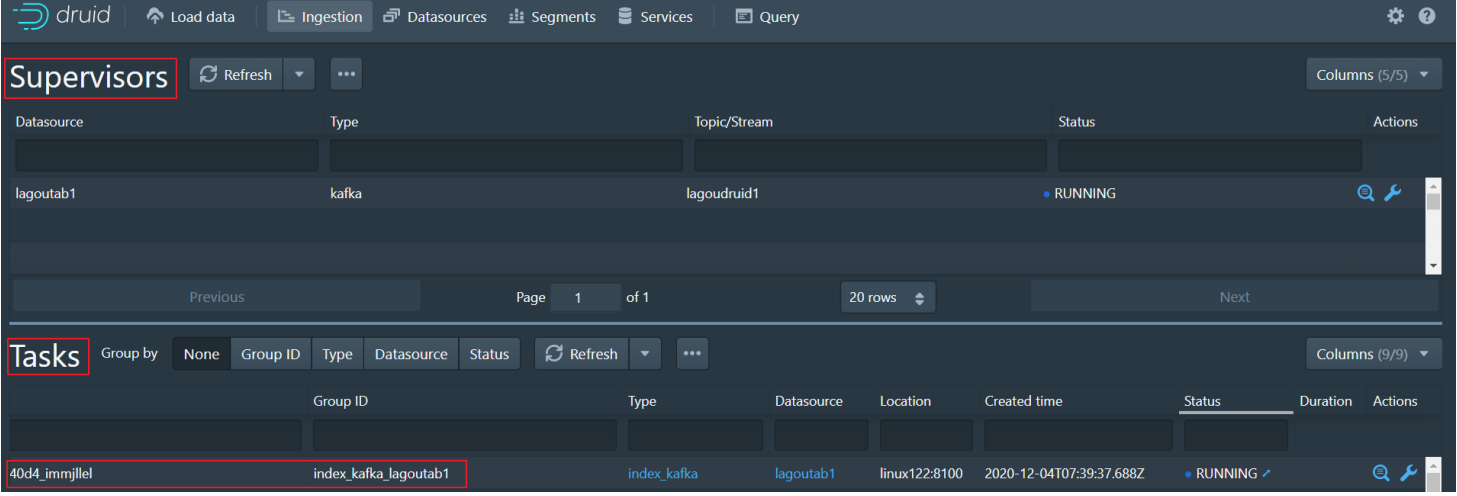 druid Load data Ingestion Datasources Segments Services Query
Supervisors Refresh Columns (5/5)
Datasource Type Topic/Stream Status Actions
lagoutab1 kafka lagoudruid1 RUNNING
Previous Page 1 of 1 20 rows Next
Tasks Group by None Group ID Type Datasource Status Refresh Columns (9/9)
Group ID Type Datasource Location Created time Status Duration Actions
40d4_immjllel index_kafka_lagoutab1 index_kafka lagoutab1 linux122:8100 2020-12-04T07:39:37.688Z RUNNING